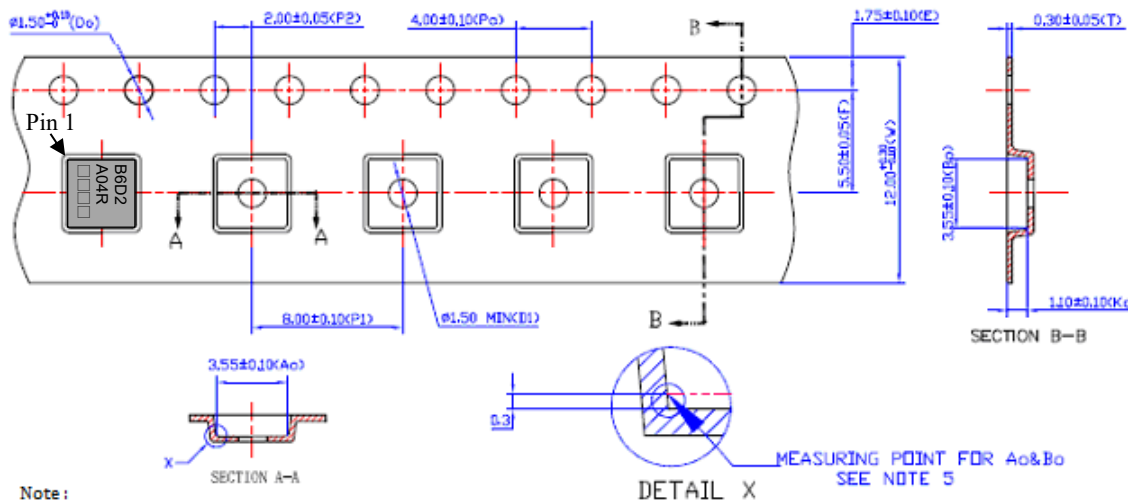 ø1.50 +0.10 -0 (Do)
2.00±0.05(P2)
4.00±0.10(Po)
B
1.75±0.10(E)
0.30±0.05(T)
Pin 1
B6D2
A04R
□□□□
A
A
5.50±0.05(F)
3.55±0.10(Bo)
8.00±0.10(P1)
ø1.50 MIN(D1)
B
1.10±0.10(Ko
SECTION B-B
3.55±0.10(Ao)
X
SECTION A-A
0.3
MEASURING POINT FOR Ao&Bo
SEE NOTE 5
DETAIL X
Note: